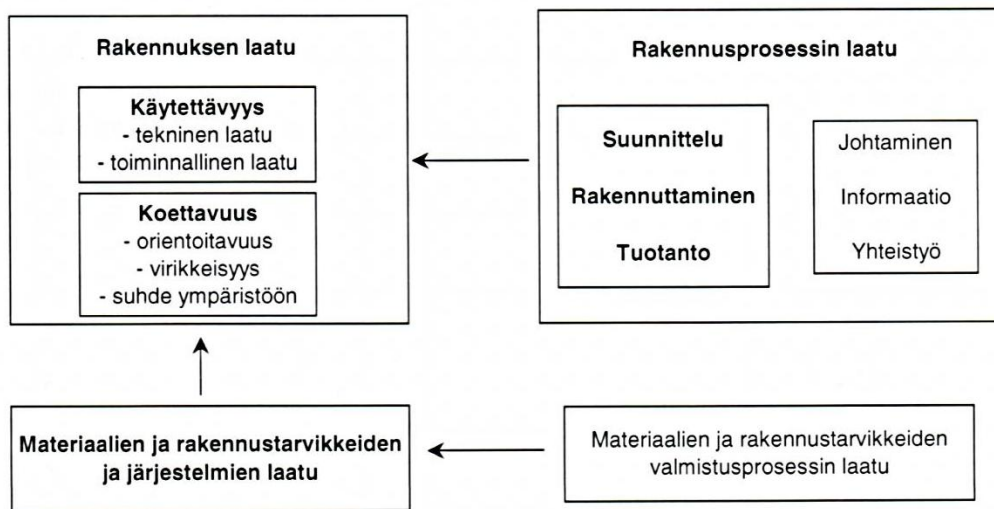 Rakennuksen laatu
Käytettävyys
- tekninen laatu
- toiminnallinen laatu
Koettavuus
- orientoitavuus
- virikkeisyys
- suhde ympäristöön
Rakennusprosessin laatu
Suunnittelu
Rakennuttaminen
Tuotanto
Johtaminen
Informaatio
Yhteistyö
Materiaalien ja rakennustarvikkeiden
ja järjestelmien laatu
Materiaalien ja rakennustarvikkeiden
valmistusprosessin laatu